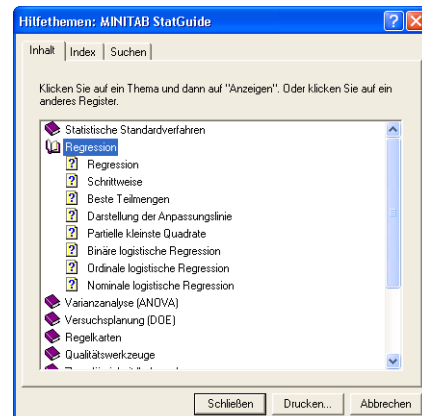 Hilfethemen: MINITAB StatGuide
Inhalt Index Suchen
Klicken Sie auf ein Thema und dann auf "Anzeigen". Oder klicken Sie auf ein
anderes Register.
Statistische Standardverfahren
Regression
Regression
Schrittweise
Beste Teilmengen
Darstellung der Anpassungslinie
Partielle kleinste Quadrate
Binäre logistische Regression
Ordinale logistische Regression
Nominale logistische Regression
Varianzanalyse (ANOVA)
Versuchsplanung (DOE)
Regelkarten
Qualitätswerkzeuge
Schließen Drucken... Abbrechen